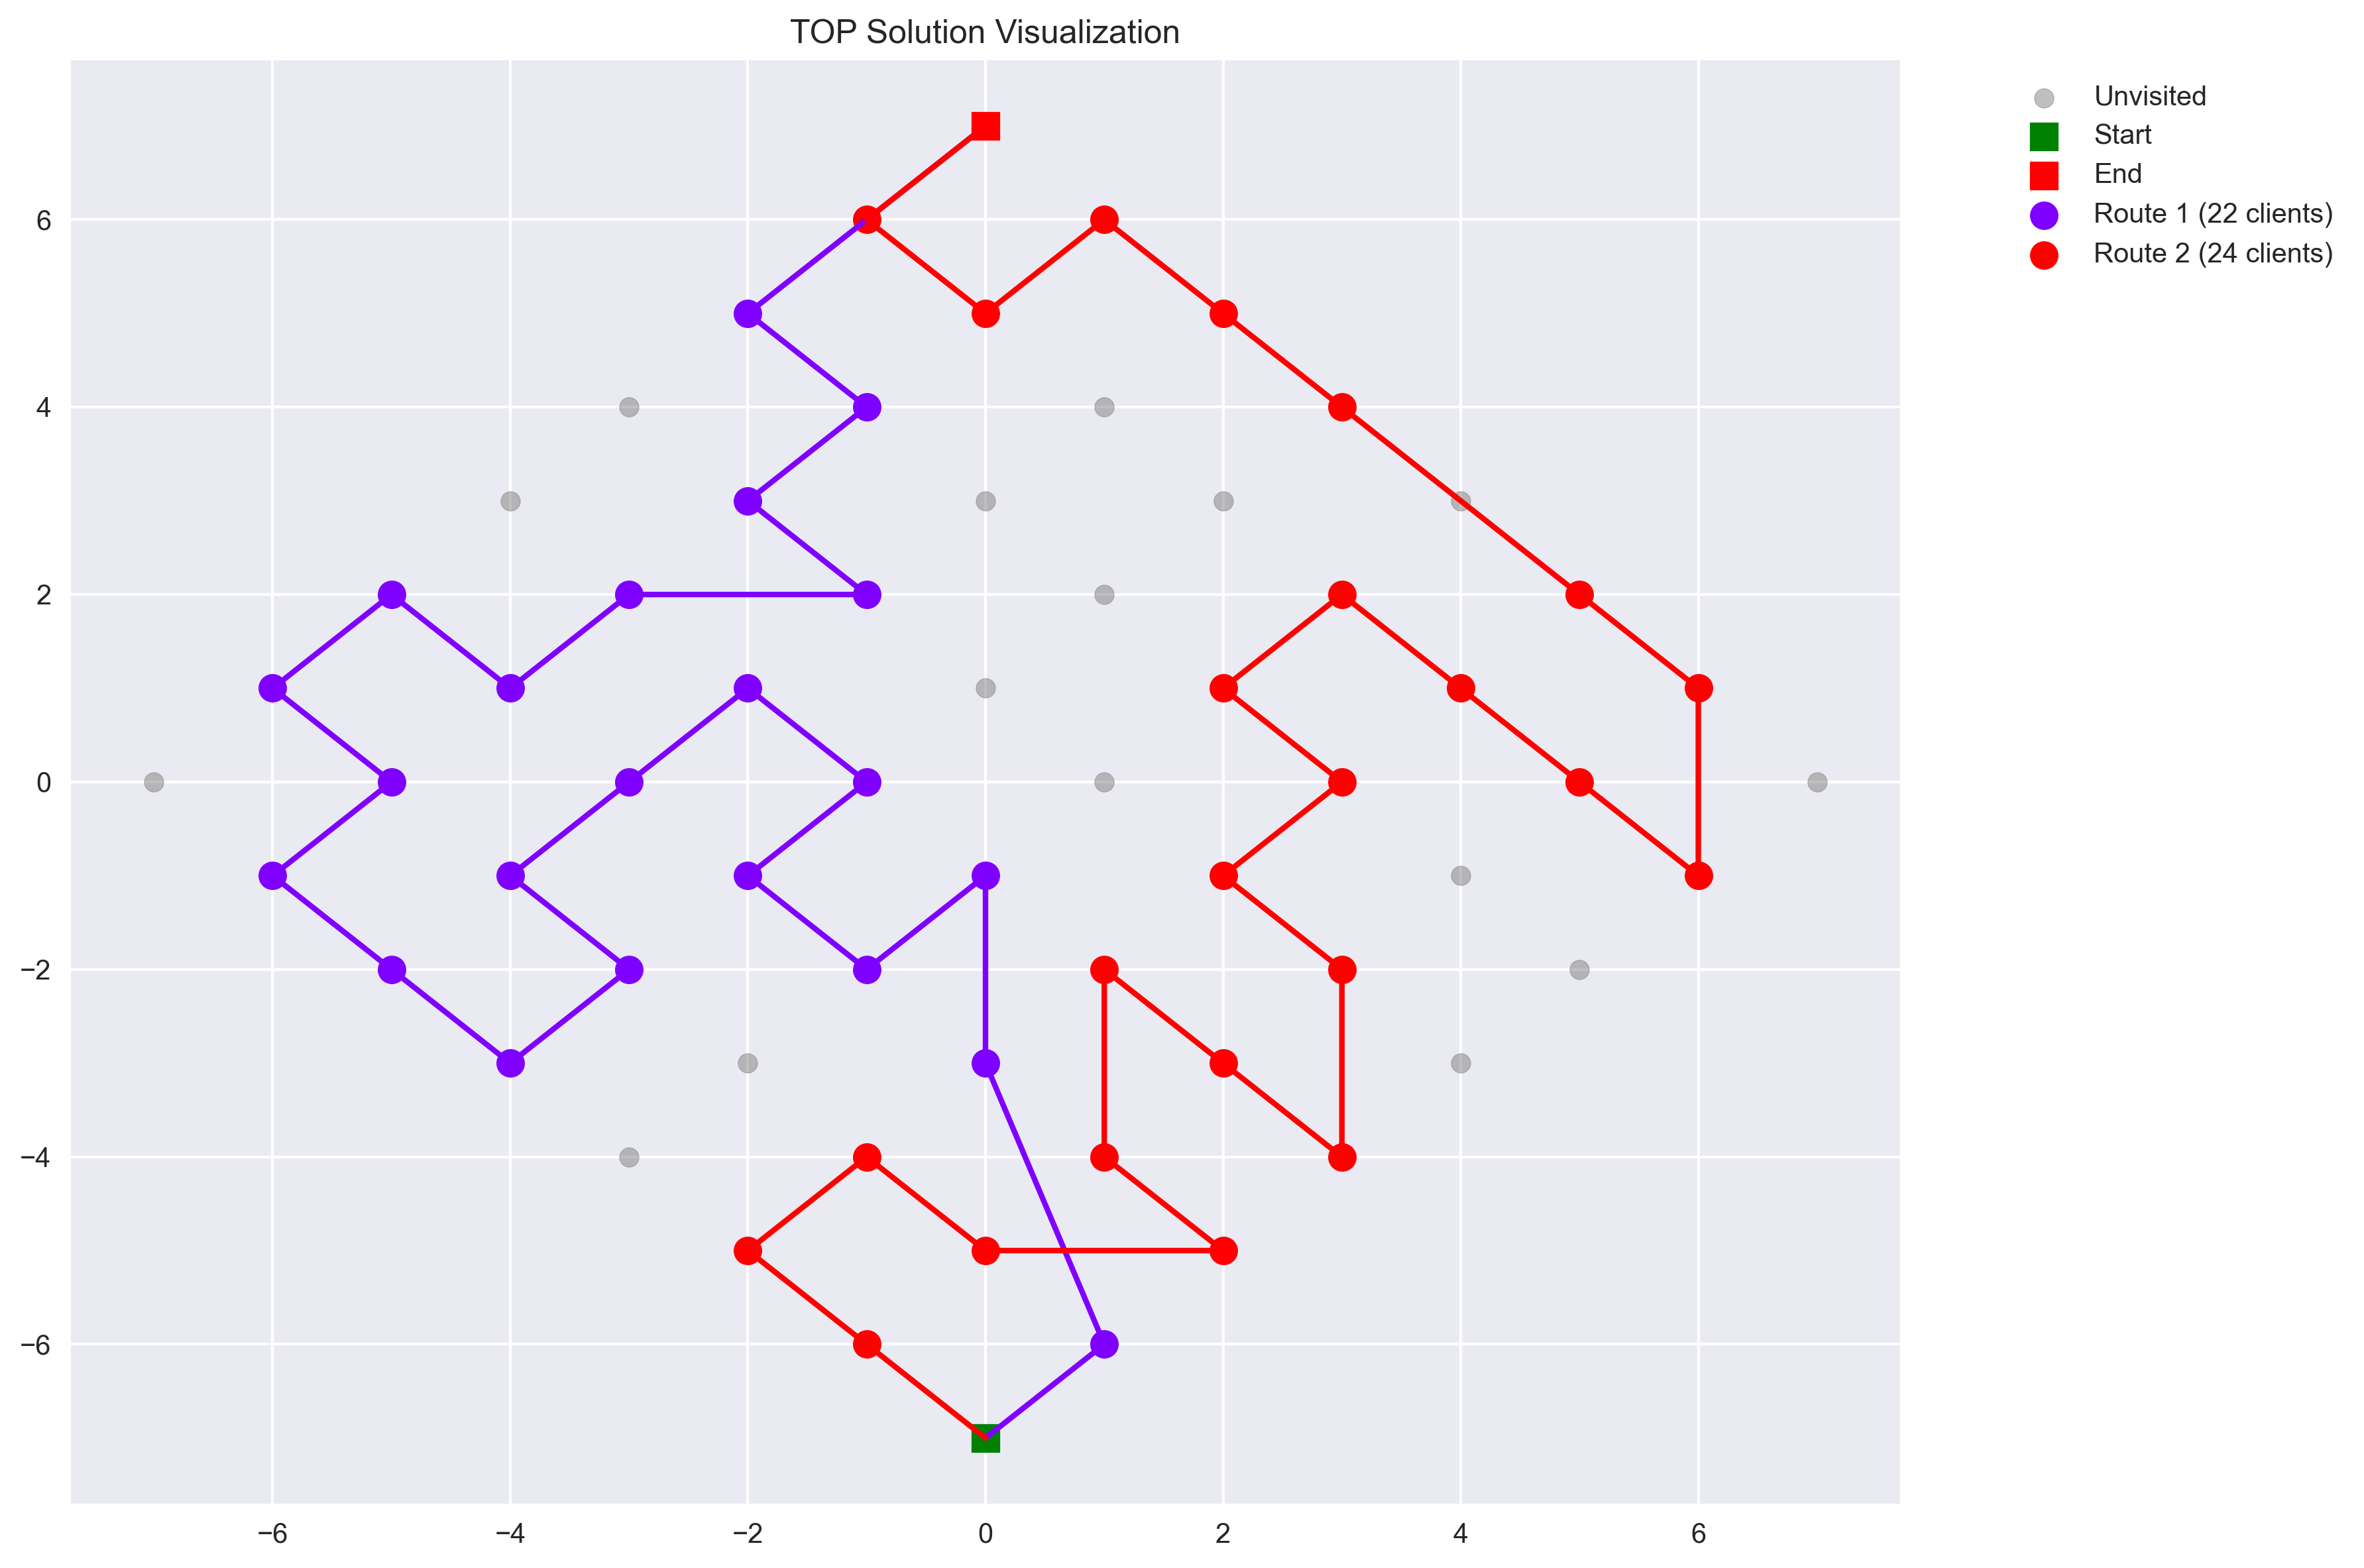 TOP Solution Visualization
Unvisited
Start
End
Route 1 (22 clients)
Route 2 (24 clients)
6
4
2
0
−2
−4
−6
−6 −4 −2 0 2 4 6